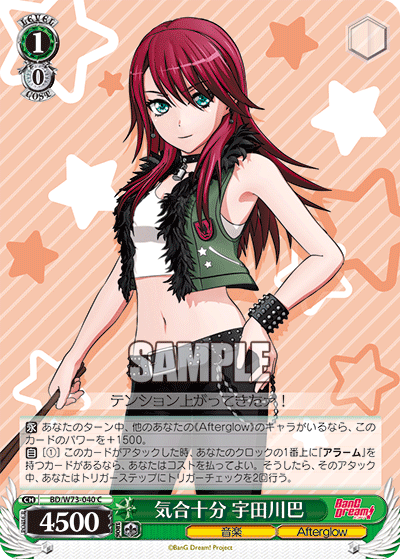 LEVEL
1
0
COST
SAMPLE
テンション上がってきたァ！
永 あなたのターン中、他のあなたの《Afterglow》のキャラがいるなら、こ
のカードのパワーを＋1500。
自 [①] このカードがアタックした時、あなたのクロックの1番上に「アラーム」を
持つカードがあるなら、あなたはコストを払ってよい。そうしたら、そのアタック
中、あなたはトリガーステップにトリガーチェックを2回行う。
CH BD/W73-040 C
4500
気合十分 宇田川巴
BanG Dream!
音楽
Afterglow
©BanG Dream! Project